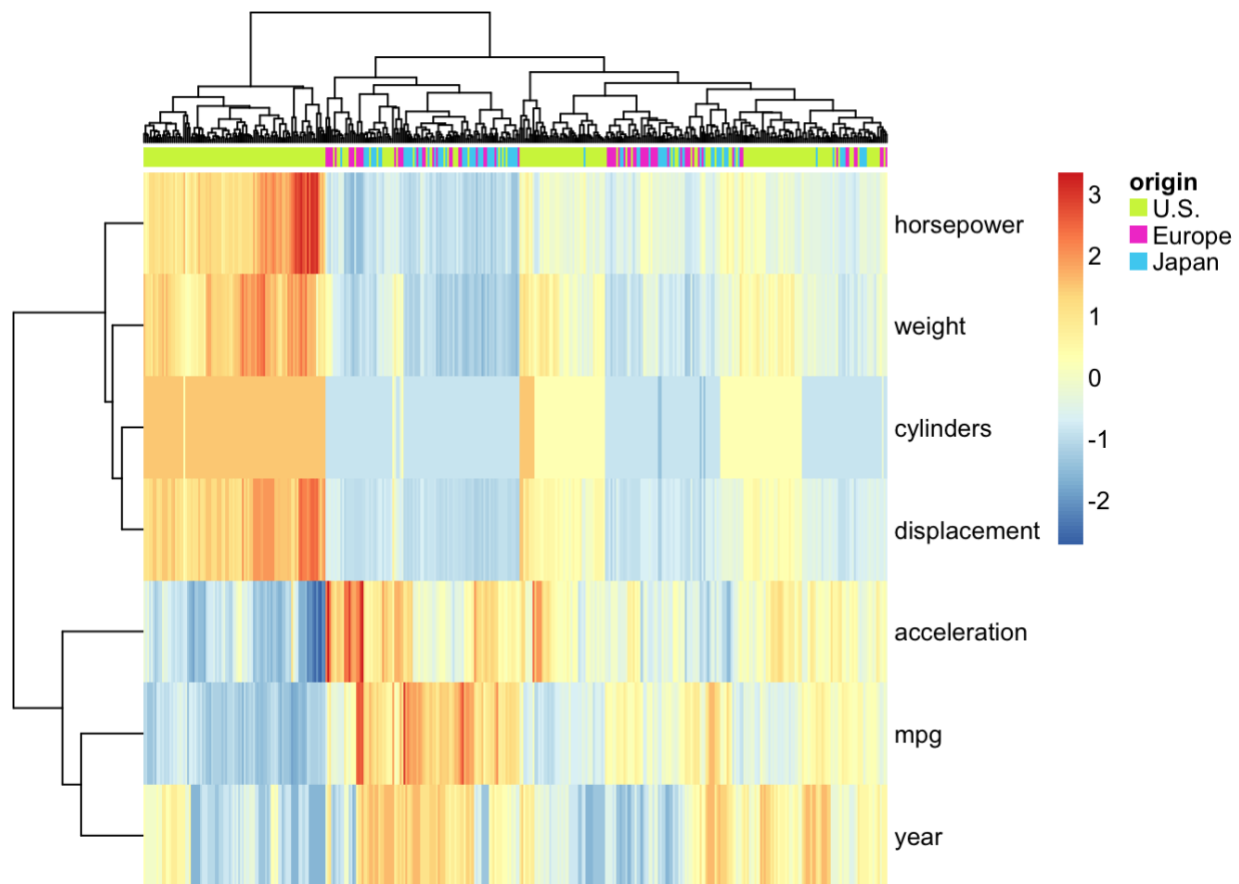 horsepower
weight
cylinders
displacement
acceleration
mpg
year
3
2
1
0
-1
-2
origin
U.S.
Europe
Japan